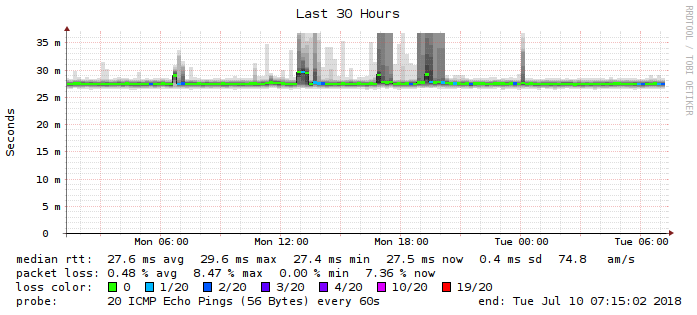 Last 30 Hours
RRDTOOL / TOBI OETIKER
Seconds
35 m
30 m
25 m
20 m
15 m
10 m
5 m
0
Mon 06:00 Mon 12:00 Mon 18:00 Tue 00:00 Tue 06:00
median rtt: 27.6 ms avg 29.6 ms max 27.4 ms min 27.5 ms now 0.4 ms sd 74.8 am/s
packet loss: 0.48 % avg 8.47 % max 0.00 % min 7.36 % now
loss color: 0 1/20 2/20 3/20 4/20 10/20 19/20
probe: 20 ICMP Echo Pings (56 Bytes) every 60s end: Tue Jul 10 07:15:02 2018